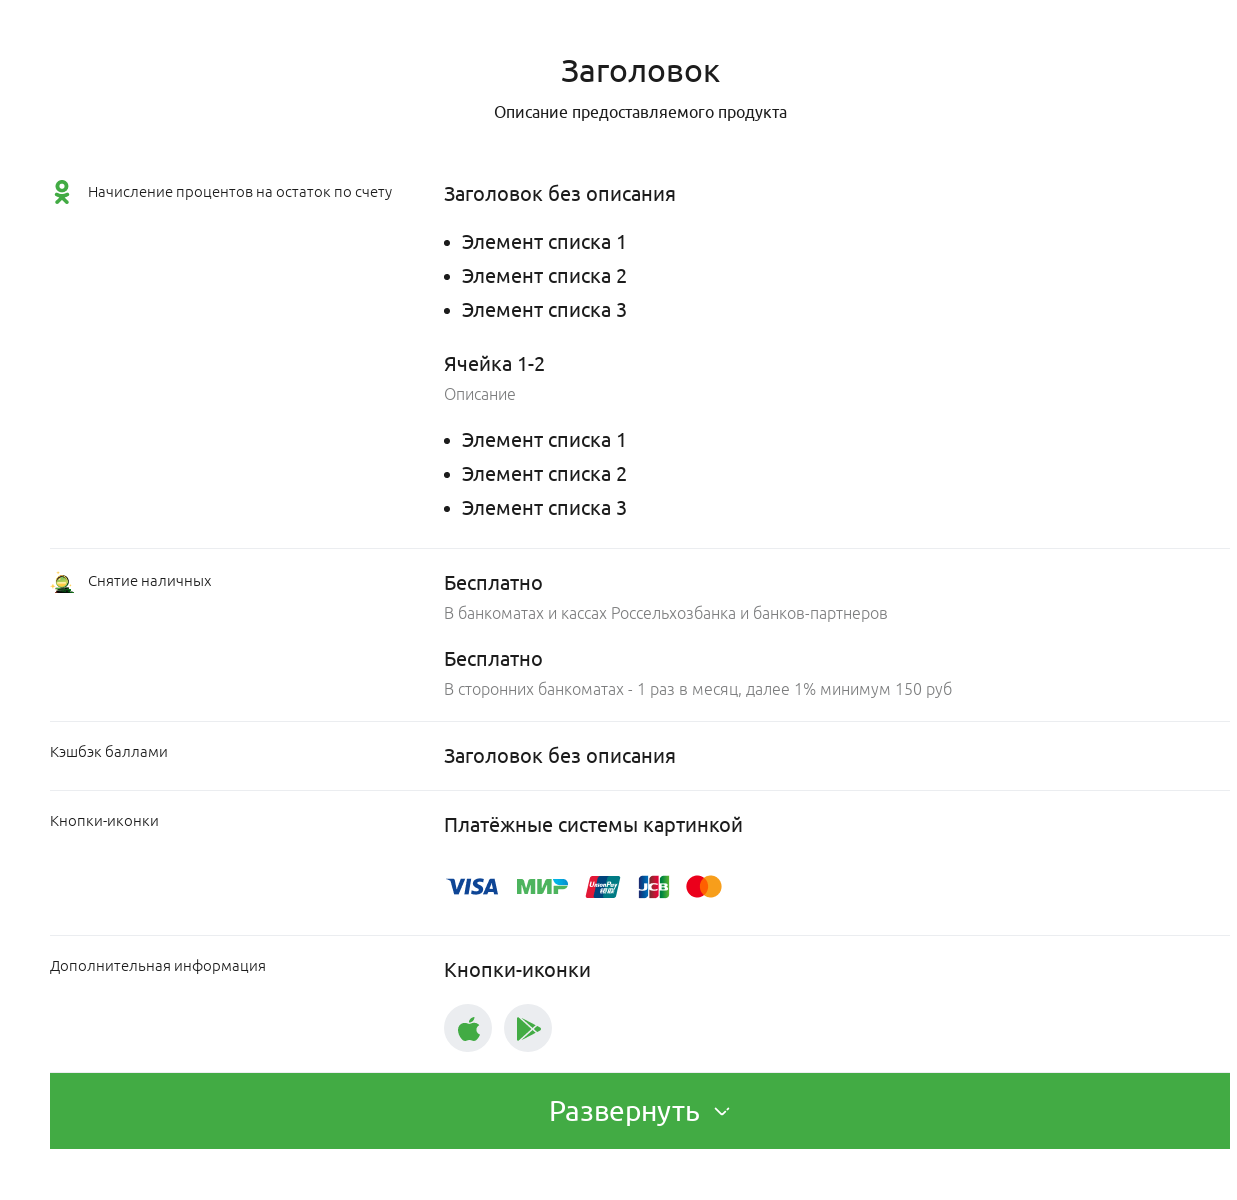 Заголовок
Описание предоставляемого продукта
Начисление процентов на остаток по счету
Заголовок без описания
Элемент списка 1
Элемент списка 2
Элемент списка 3
Ячейка 1-2
Описание
Элемент списка 1
Элемент списка 2
Элемент списка 3
Снятие наличных
Бесплатно
В банкоматах и кассах Россельхозбанка и банков-партнеров
Бесплатно
В сторонних банкоматах - 1 раз в месяц, далее 1% минимум 150 руб
Кэшбэк баллами
Заголовок без описания
Кнопки-иконки
Платёжные системы картинкой
VISA МИР UnionPay 银联 JCB
Дополнительная информация
Кнопки-иконки
Развернуть